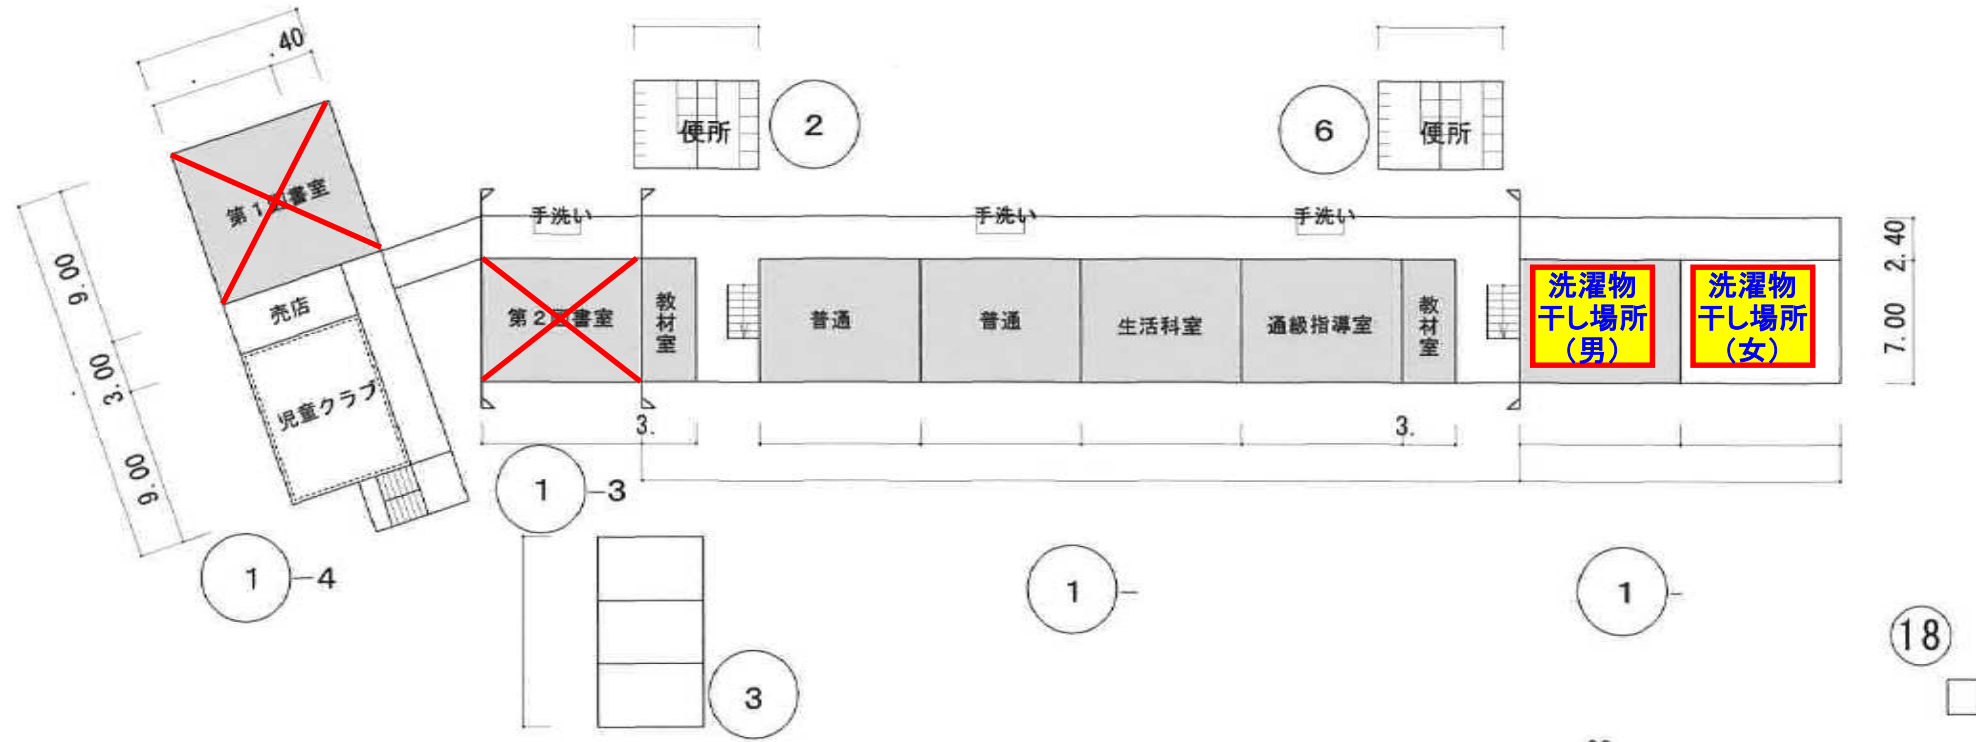 .40
便所
2
6
便所
第1図書室
手洗い
手洗い
手洗い
2.40
9.00
売店
第2図書室
教材室
普通
普通
生活科室
通級指導室
教材室
洗濯物
干し場所
（男）
洗濯物
干し場所
（女）
7.00
3.00
児童クラブ
9.00
3.
3.
1
-3
1
-4
1
-
1
-
3
18